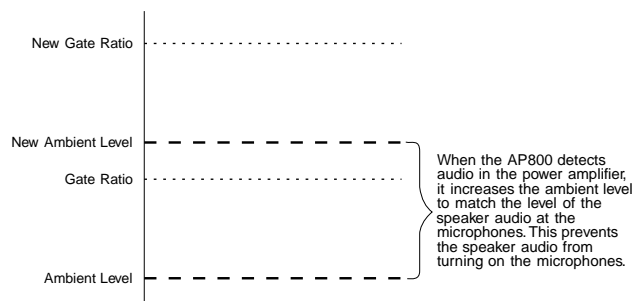 New Gate Ratio
New Ambient Level
Gate Ratio
Ambient Level
When the AP800 detects
audio in the power amplifier,
it increases the ambient level
to match the level of the
speaker audio at the
microphones. This prevents
the speaker audio from
turning on the microphones.